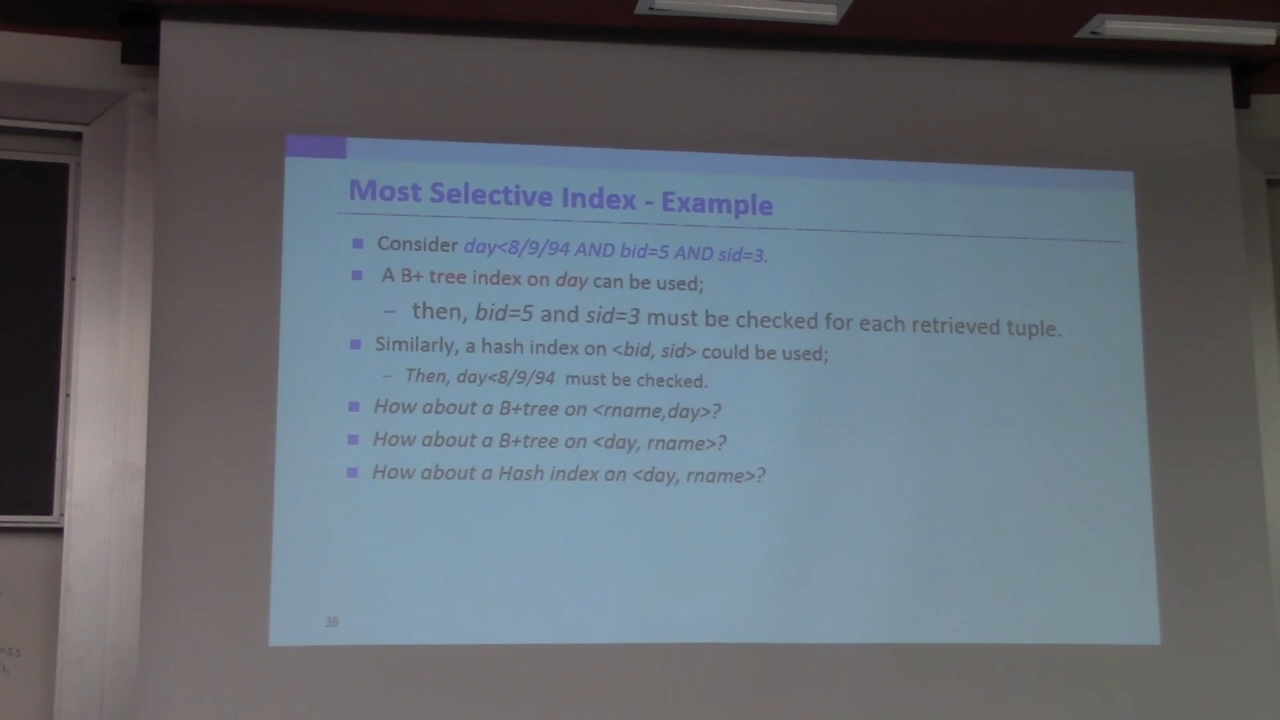 Most Selective Index - Example
Consider day<8/9/94 AND bid=5 AND sid=3.
A B+ tree index on day can be used;
– then, bid=5 and sid=3 must be checked for each retrieved tuple.
Similarly, a hash index on <bid, sid> could be used;
– Then, day<8/9/94 must be checked.
How about a B+tree on <rname,day>?
How about a B+tree on <day, rname>?
How about a Hash index on <day, rname>?
35